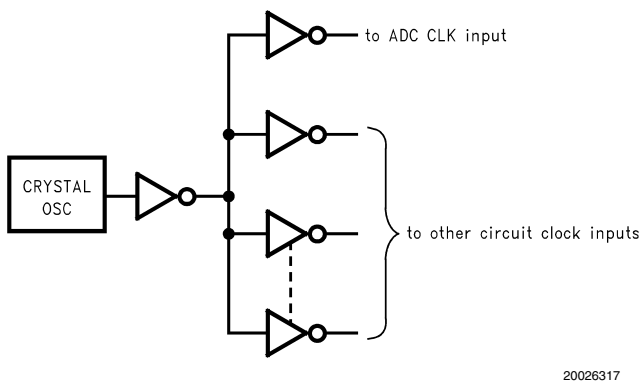 to ADC CLK input
CRYSTAL
OSC
to other circuit clock inputs
20026317